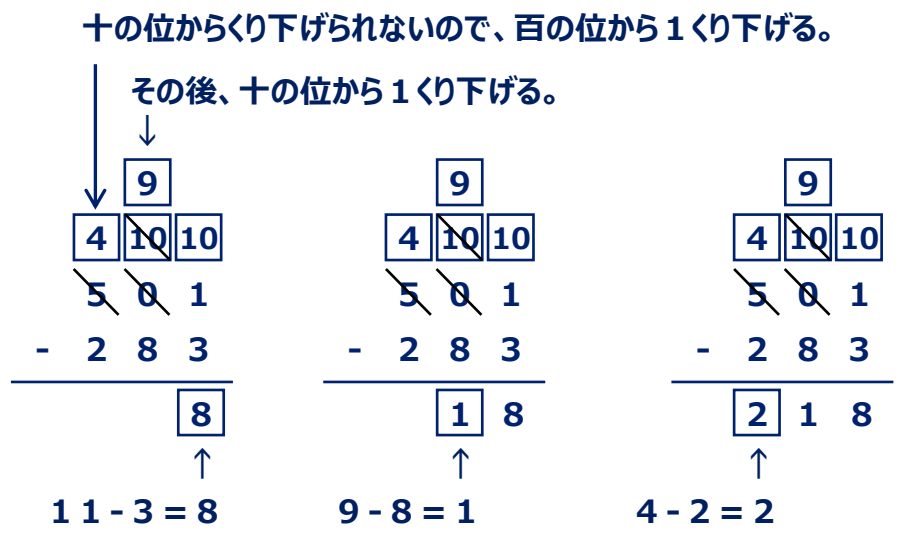 十の位からくり下げられないので、百の位から１くり下げる。
その後、十の位から１くり下げる。
↓
9 9 9
4 10 10 4 10 10 4 10 10
5 0 1 5 0 1 5 0 1
- 2 8 3 - 2 8 3 - 2 8 3
8 1 8 2 1 8
↑ ↑ ↑
１１-３＝８ ９-８＝１ ４-２＝２